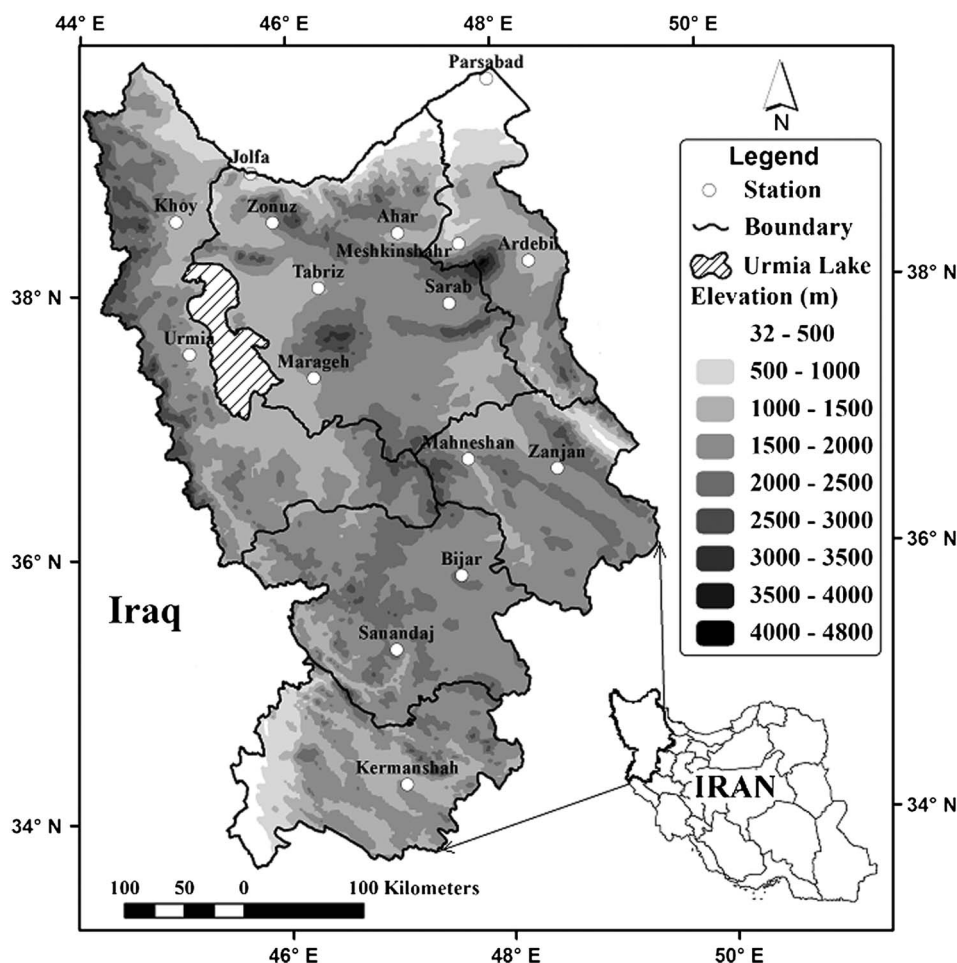 44° E 46° E 48° E 50° E
Parsabad
N
Legend
Station
Boundary
Urmia Lake
Elevation (m)
32 - 500
500 - 1000
1000 - 1500
1500 - 2000
2000 - 2500
2500 - 3000
3000 - 3500
3500 - 4000
4000 - 4800
Jolfa
Khoy
Zonuz
Ahar
Meshkinshahr
Ardebil
Tabriz
Sarab
38° N
38° N
Urmia
Marageh
Mahneshan
Zanjan
36° N
36° N
Bijar
Iraq
Sanandaj
Kermanshah
IRAN
34° N
34° N
100 50 0 100 Kilometers
46° E 48° E 50° E